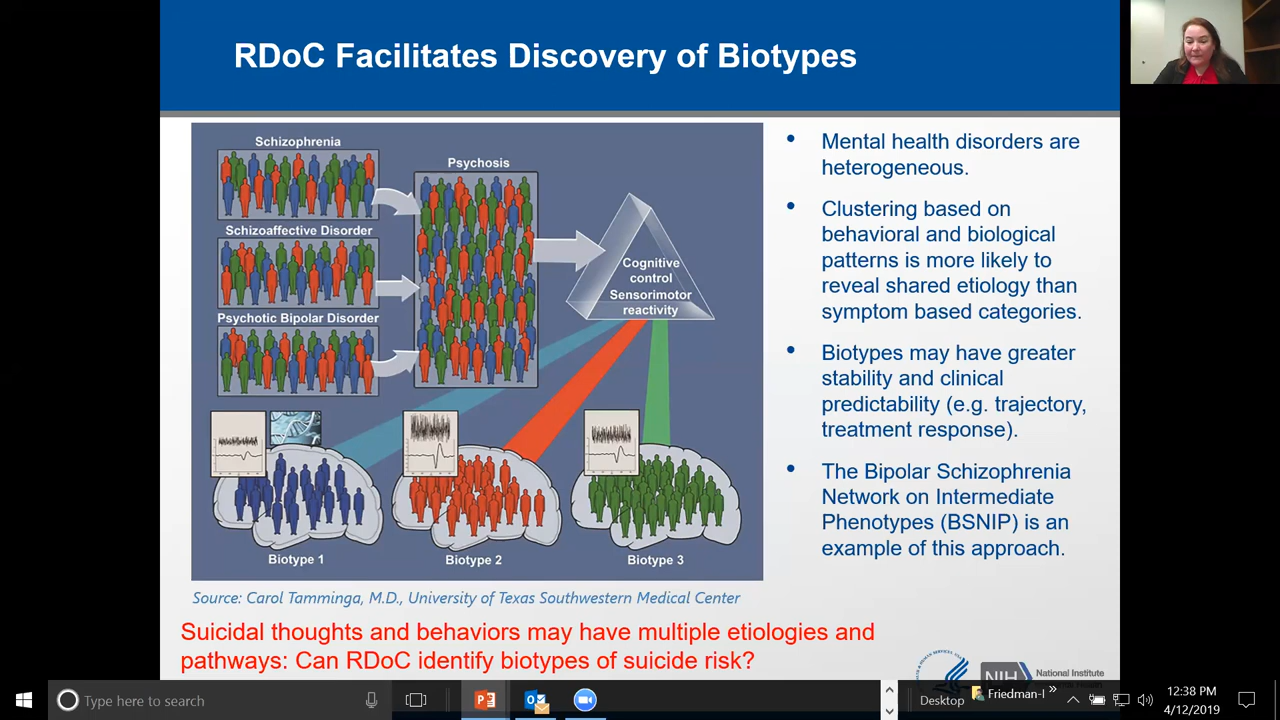 RDoC Facilitates Discovery of Biotypes
Schizophrenia
Schizoaffective Disorder
Psychotic Bipolar Disorder
Psychosis
Cognitive
control
Sensorimotor
reactivity
Biotype 1
Biotype 2
Biotype 3
• Mental health disorders are
heterogeneous.
• Clustering based on
behavioral and biological
patterns is more likely to
reveal shared etiology than
symptom based categories.
• Biotypes may have greater
stability and clinical
predictability (e.g. trajectory,
treatment response).
• The Bipolar Schizophrenia
Network on Intermediate
Phenotypes (BSNIP) is an
example of this approach.
Source: Carol Tamminga, M.D., University of Texas Southwestern Medical Center
Suicidal thoughts and behaviors may have multiple etiologies and
pathways: Can RDoC identify biotypes of suicide risk?
NIH
National Institute
Type here to search
Desktop
Friedman-I
12:38 PM
4/12/2019